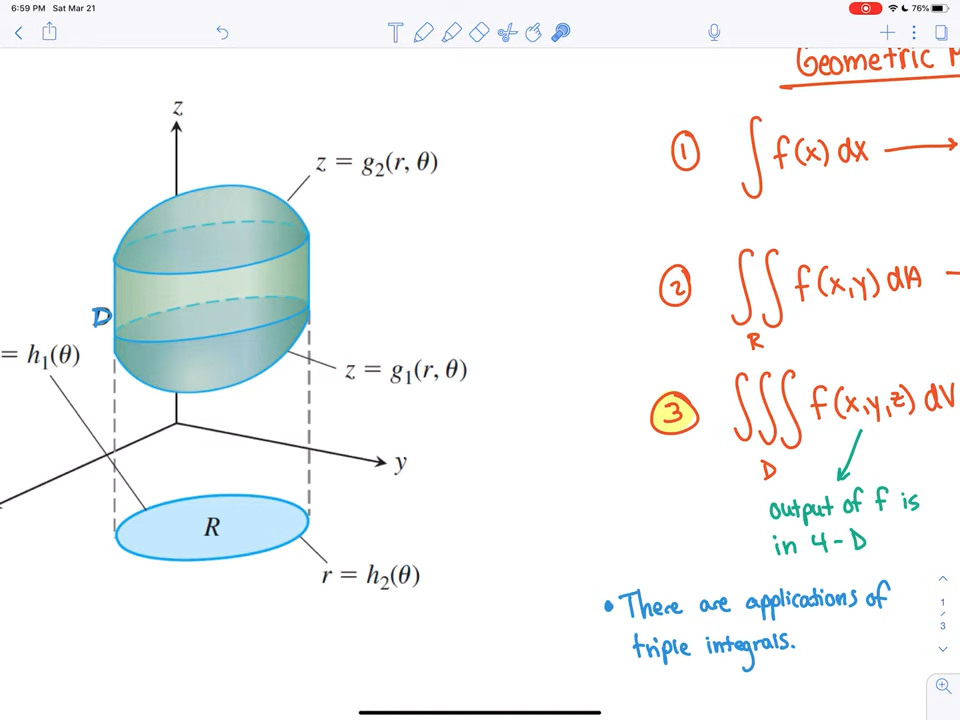 6:59 PM Sat Mar 21
76%
T
z
z = g₂(r, θ)
D
= h₁(θ)
z = g₁(r, θ)
y
R
r = h₂(θ)
Geometric
① ∫ f(x) dx →
② ∬ f(x,y) dA
R
③ ∭ f(x,y,z) dV
D
output of f is
in 4-D
• There are applications of
triple integrals.
1
/
3